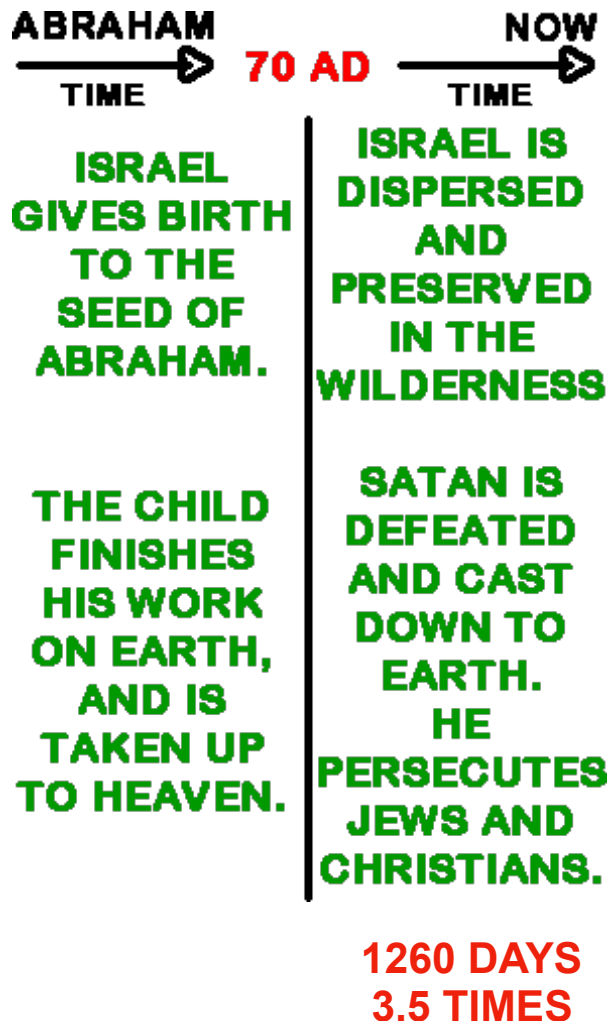 ABRAHAM
TIME
70 AD
NOW
TIME
ISRAEL
GIVES BIRTH
TO THE
SEED OF
ABRAHAM.
THE CHILD
FINISHES
HIS WORK
ON EARTH,
AND IS
TAKEN UP
TO HEAVEN.
ISRAEL IS
DISPERSED
AND
PRESERVED
IN THE
WILDERNESS
SATAN IS
DEFEATED
AND CAST
DOWN TO
EARTH.
HE
PERSECUTES
JEWS AND
CHRISTIANS.
1260 DAYS
3.5 TIMES